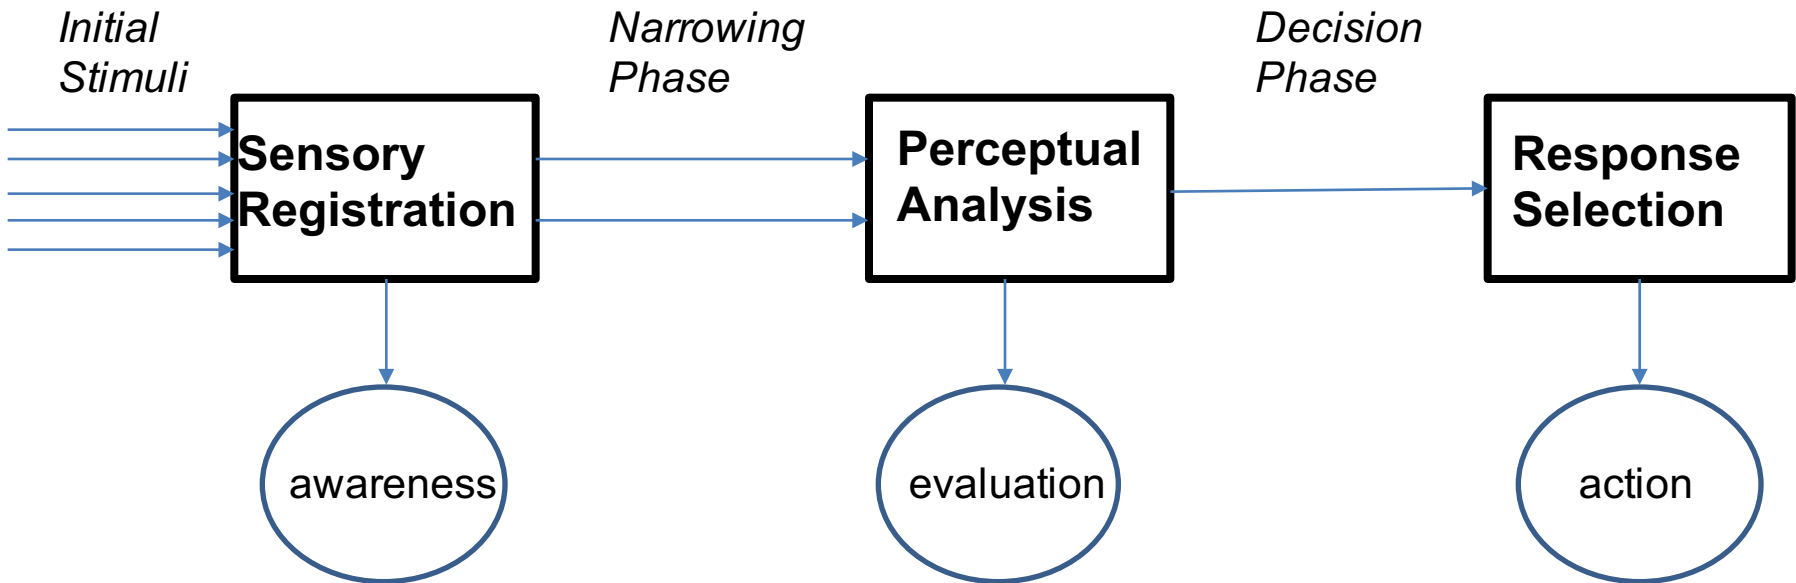 Initial
Stimuli
Narrowing
Phase
Decision
Phase
Sensory
Registration
Perceptual
Analysis
Response
Selection
awareness
evaluation
action